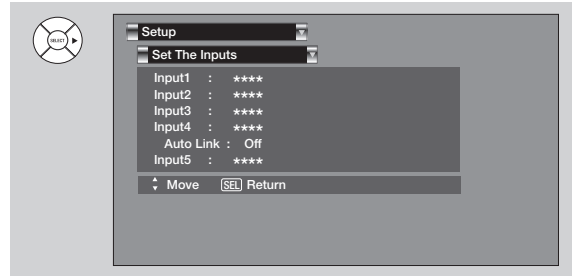 SELECT
Setup
Set The Inputs
Input1 : ****
Input2 : ****
Input3 : ****
Input4 : ****
Auto Link : Off
Input5 : ****
Move SEL Return